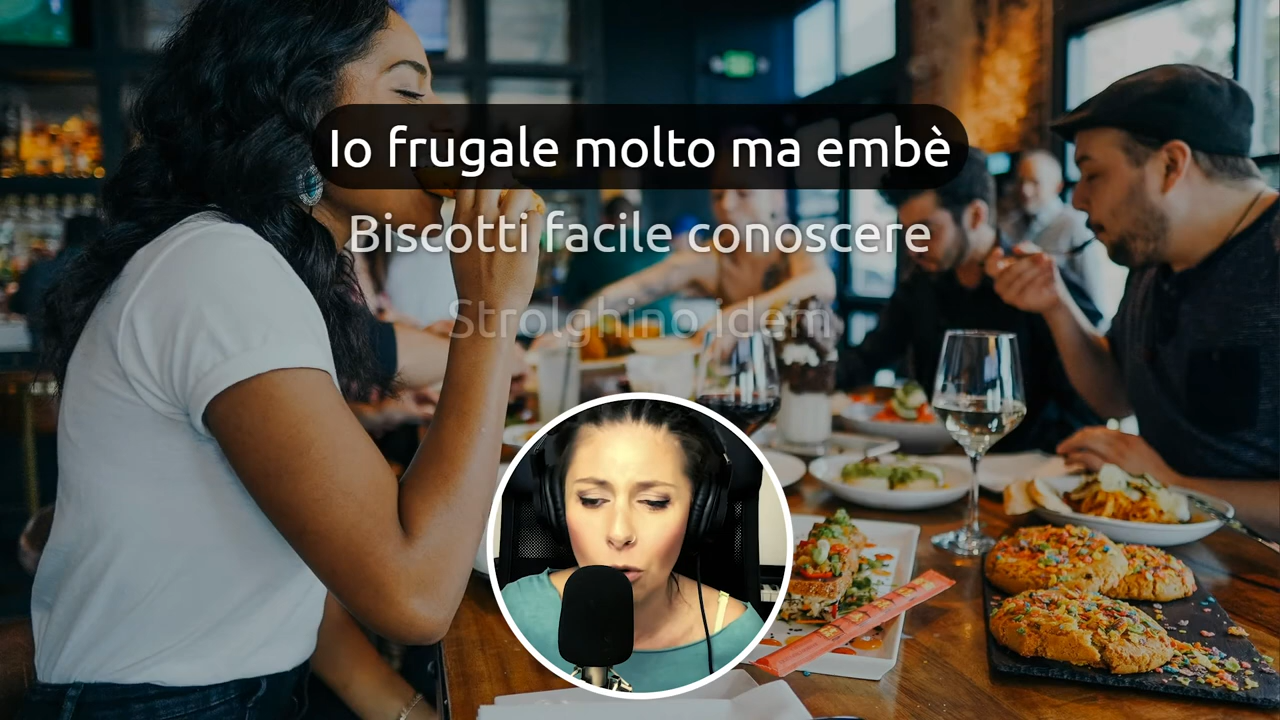 Io frugale molto ma embè
Biscotti facile conoscere
Strolghino idem